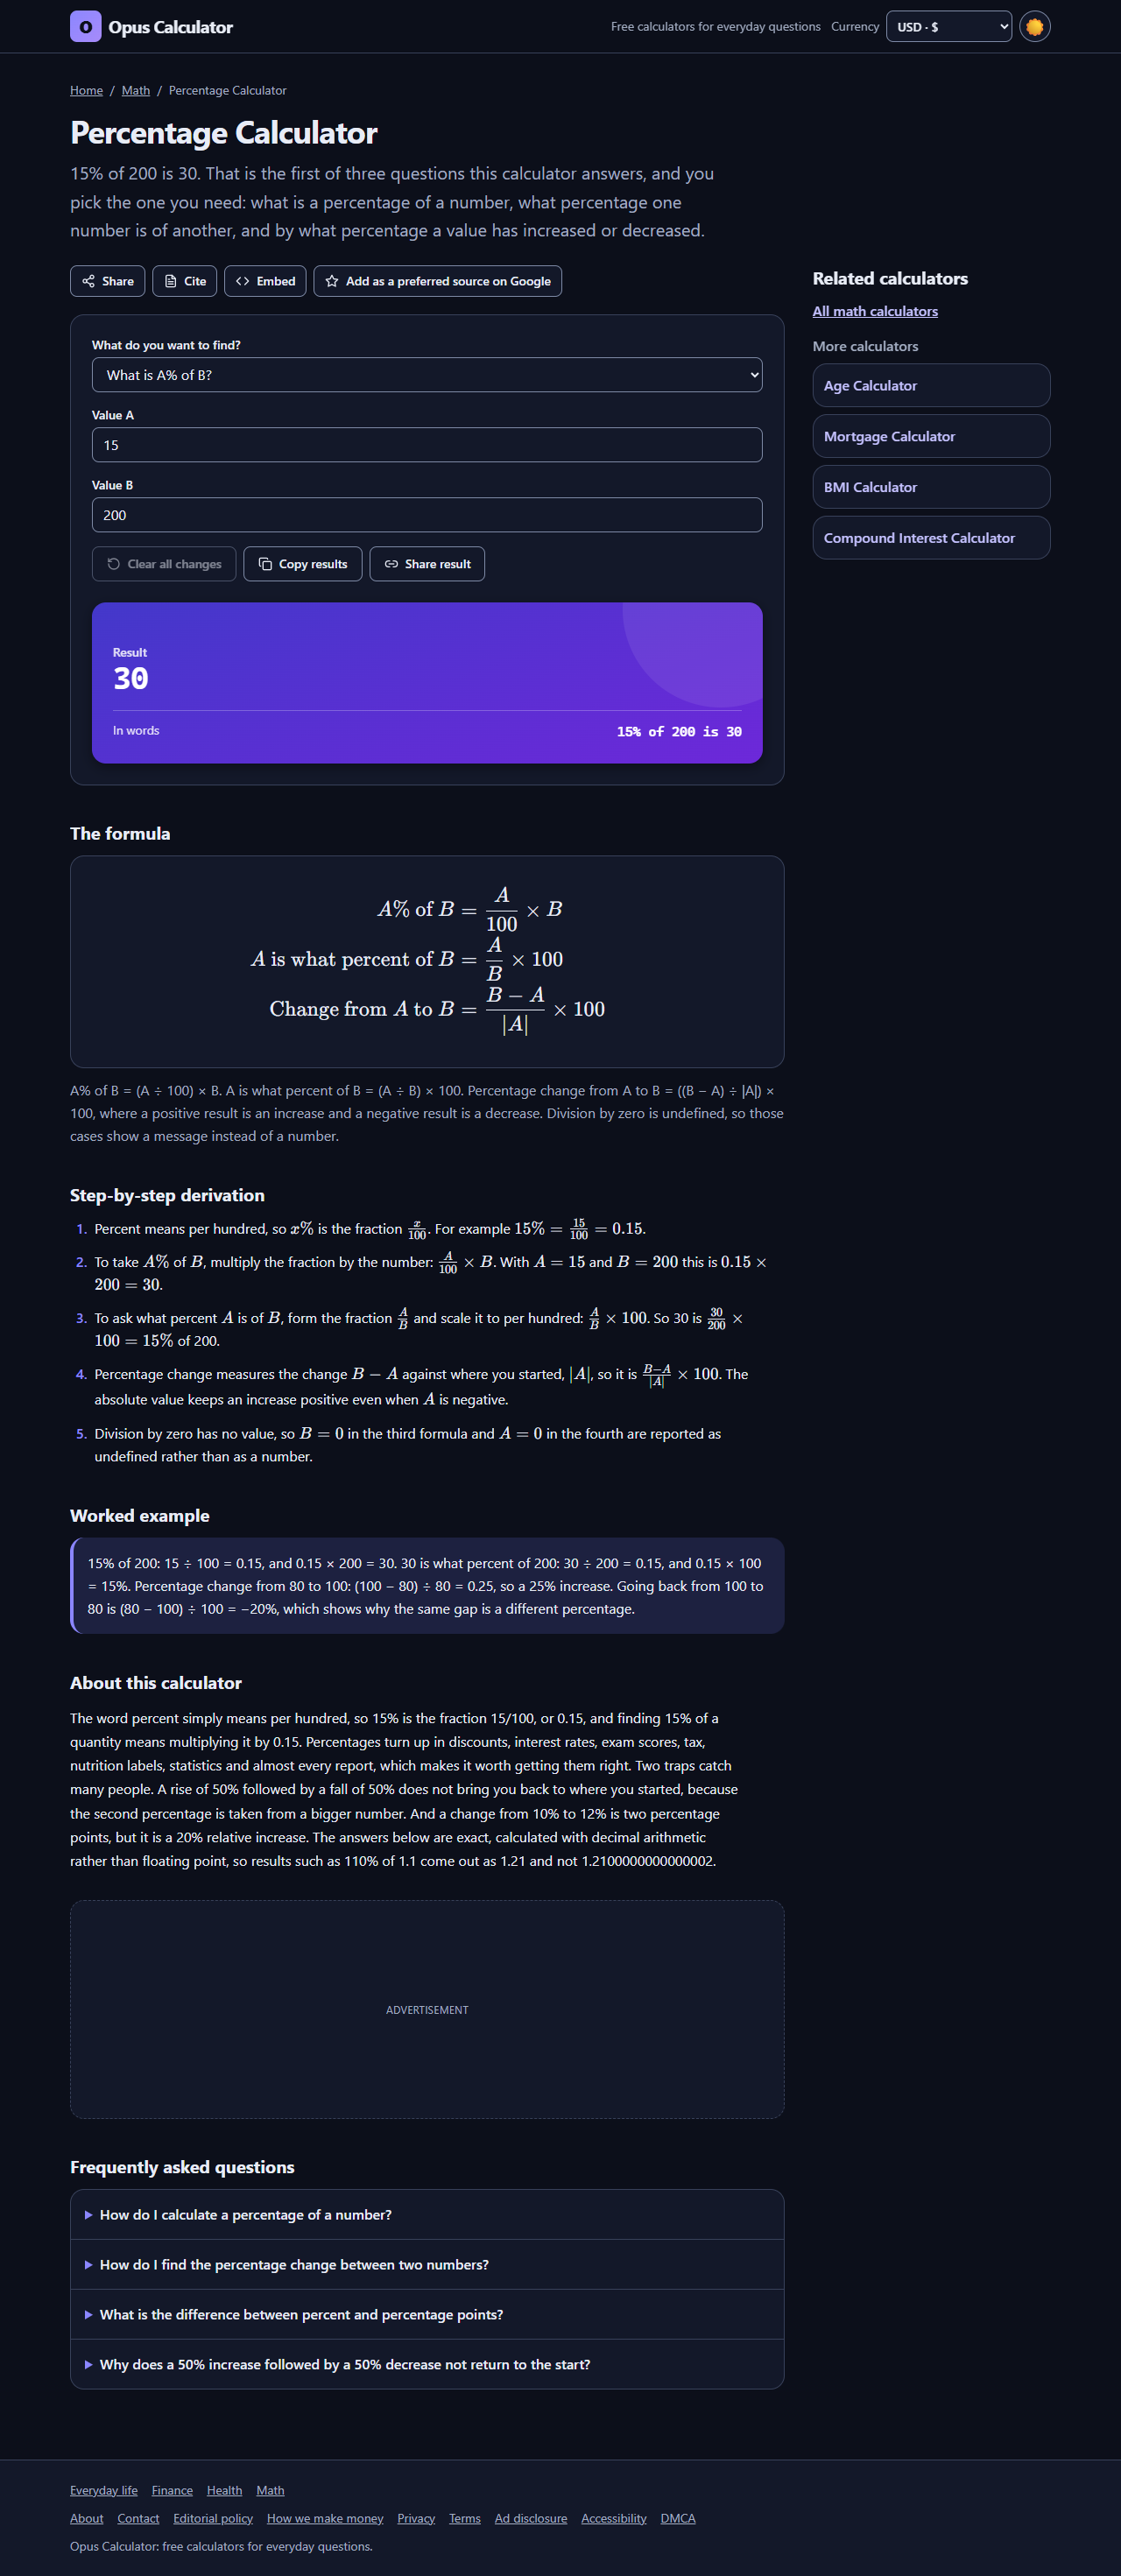 O Opus Calculator
Free calculators for everyday questions Currency USD · $
Home / Math / Percentage Calculator
Percentage Calculator
15% of 200 is 30. That is the first of three questions this calculator answers, and you
pick the one you need: what is a percentage of a number, what percentage one
number is of another, and by what percentage a value has increased or decreased.
Share Cite Embed Add as a preferred source on Google
What do you want to find?
What is A% of B?
Value A
15
Value B
200
Clear all changes Copy results Share result
Result
30
In words 15% of 200 is 30
Related calculators
All math calculators
More calculators
Age Calculator
Mortgage Calculator
BMI Calculator
Compound Interest Calculator
The formula
A% of B = A/100 × B
A is what percent of B = A/B × 100
Change from A to B = (B − A)/|A| × 100
A% of B = (A ÷ 100) × B. A is what percent of B = (A ÷ B) × 100. Percentage change from A to B = ((B − A) ÷ |A|) ×
100, where a positive result is an increase and a negative result is a decrease. Division by zero is undefined, so those
cases show a message instead of a number.
Step-by-step derivation
1. Percent means per hundred, so x% is the fraction x/100. For example 15% = 15/100 = 0.15.
2. To take A% of B, multiply the fraction by the number: A/100 × B. With A = 15 and B = 200 this is 0.15 ×
200 = 30.
3. To ask what percent A is of B, form the fraction A/B and scale it to per hundred: A/B × 100. So 30 is 30/200 ×
100 = 15% of 200.
4. Percentage change measures the change B − A against where you started, |A|, so it is (B−A)/|A| × 100. The
absolute value keeps an increase positive even when A is negative.
5. Division by zero has no value, so B = 0 in the third formula and A = 0 in the fourth are reported as
undefined rather than as a number.
Worked example
15% of 200: 15 ÷ 100 = 0.15, and 0.15 × 200 = 30. 30 is what percent of 200: 30 ÷ 200 = 0.15, and 0.15 × 100
= 15%. Percentage change from 80 to 100: (100 − 80) ÷ 80 = 0.25, so a 25% increase. Going back from 100 to
80 is (80 − 100) ÷ 100 = −20%, which shows why the same gap is a different percentage.
About this calculator
The word percent simply means per hundred, so 15% is the fraction 15/100, or 0.15, and finding 15% of a
quantity means multiplying it by 0.15. Percentages turn up in discounts, interest rates, exam scores, tax,
nutrition labels, statistics and almost every report, which makes it worth getting them right. Two traps catch
many people. A rise of 50% followed by a fall of 50% does not bring you back to where you started, because
the second percentage is taken from a bigger number. And a change from 10% to 12% is two percentage
points, but it is a 20% relative increase. The answers below are exact, calculated with decimal arithmetic
rather than floating point, so results such as 110% of 1.1 come out as 1.21 and not 1.2100000000000002.
ADVERTISEMENT
Frequently asked questions
How do I calculate a percentage of a number?
How do I find the percentage change between two numbers?
What is the difference between percent and percentage points?
Why does a 50% increase followed by a 50% decrease not return to the start?
Everyday life Finance Health Math
About Contact Editorial policy How we make money Privacy Terms Ad disclosure Accessibility DMCA
Opus Calculator: free calculators for everyday questions.